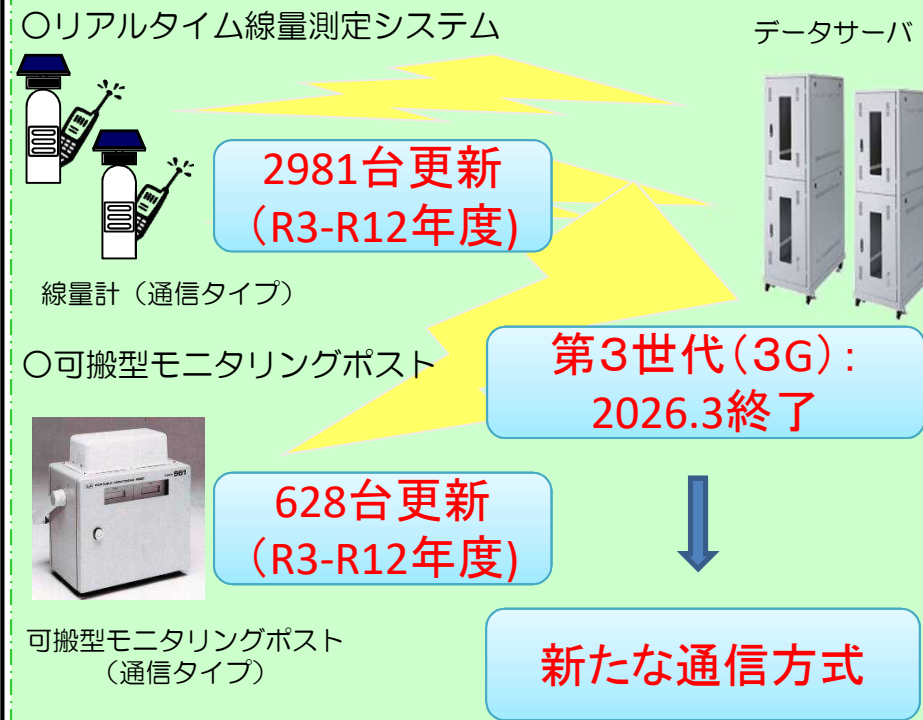 〇リアルタイム線量測定システム
データサーバ
2981台更新
（R3-R12年度)
線量計（通信タイプ）
〇可搬型モニタリングポスト
第３世代（３G）：
2026.3終了
561
628台更新
（R3-R12年度)
可搬型モニタリングポスト
（通信タイプ）
新たな通信方式